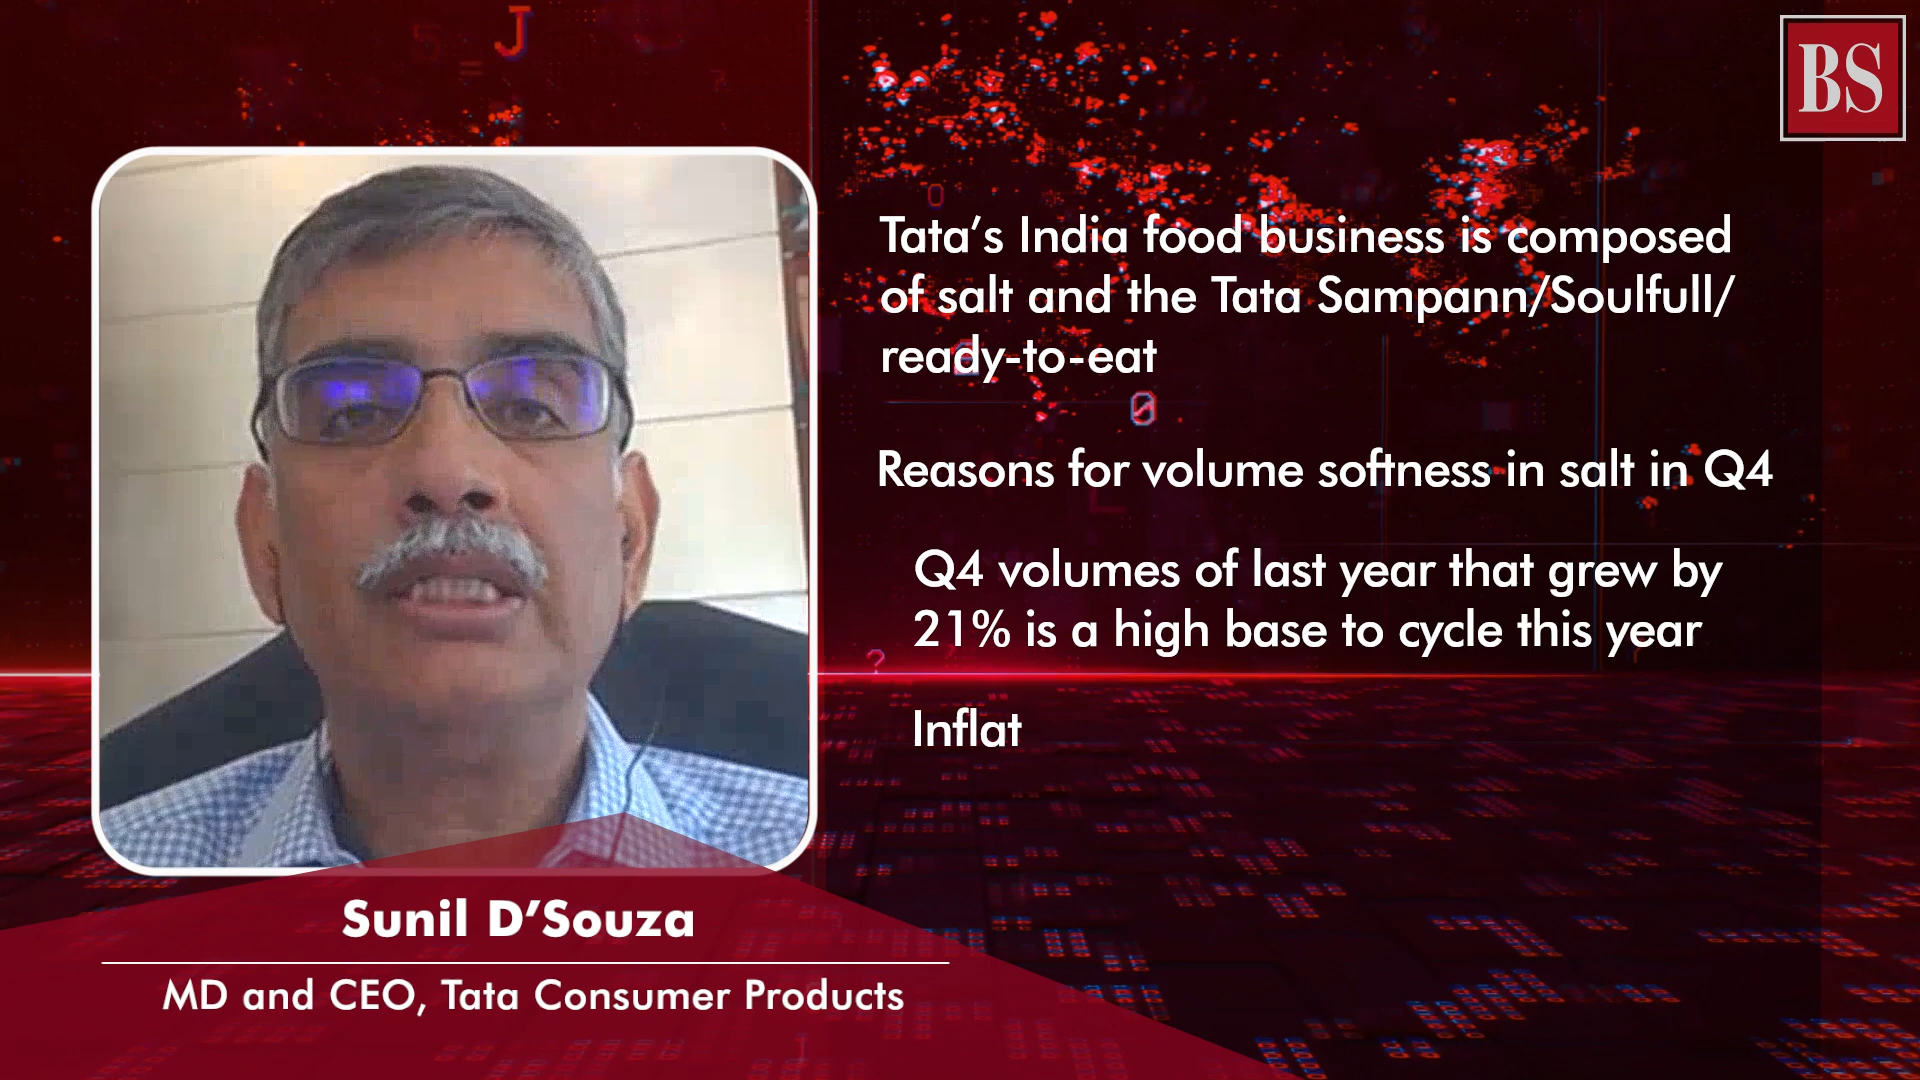 BS
Tata's India food business is composed
of salt and the Tata Sampann/Soulfull/
ready-to-eat
Reasons for volume softness in salt in Q4
Q4 volumes of last year that grew by
21% is a high base to cycle this year
Inflat
Sunil D'Souza
MD and CEO, Tata Consumer Products